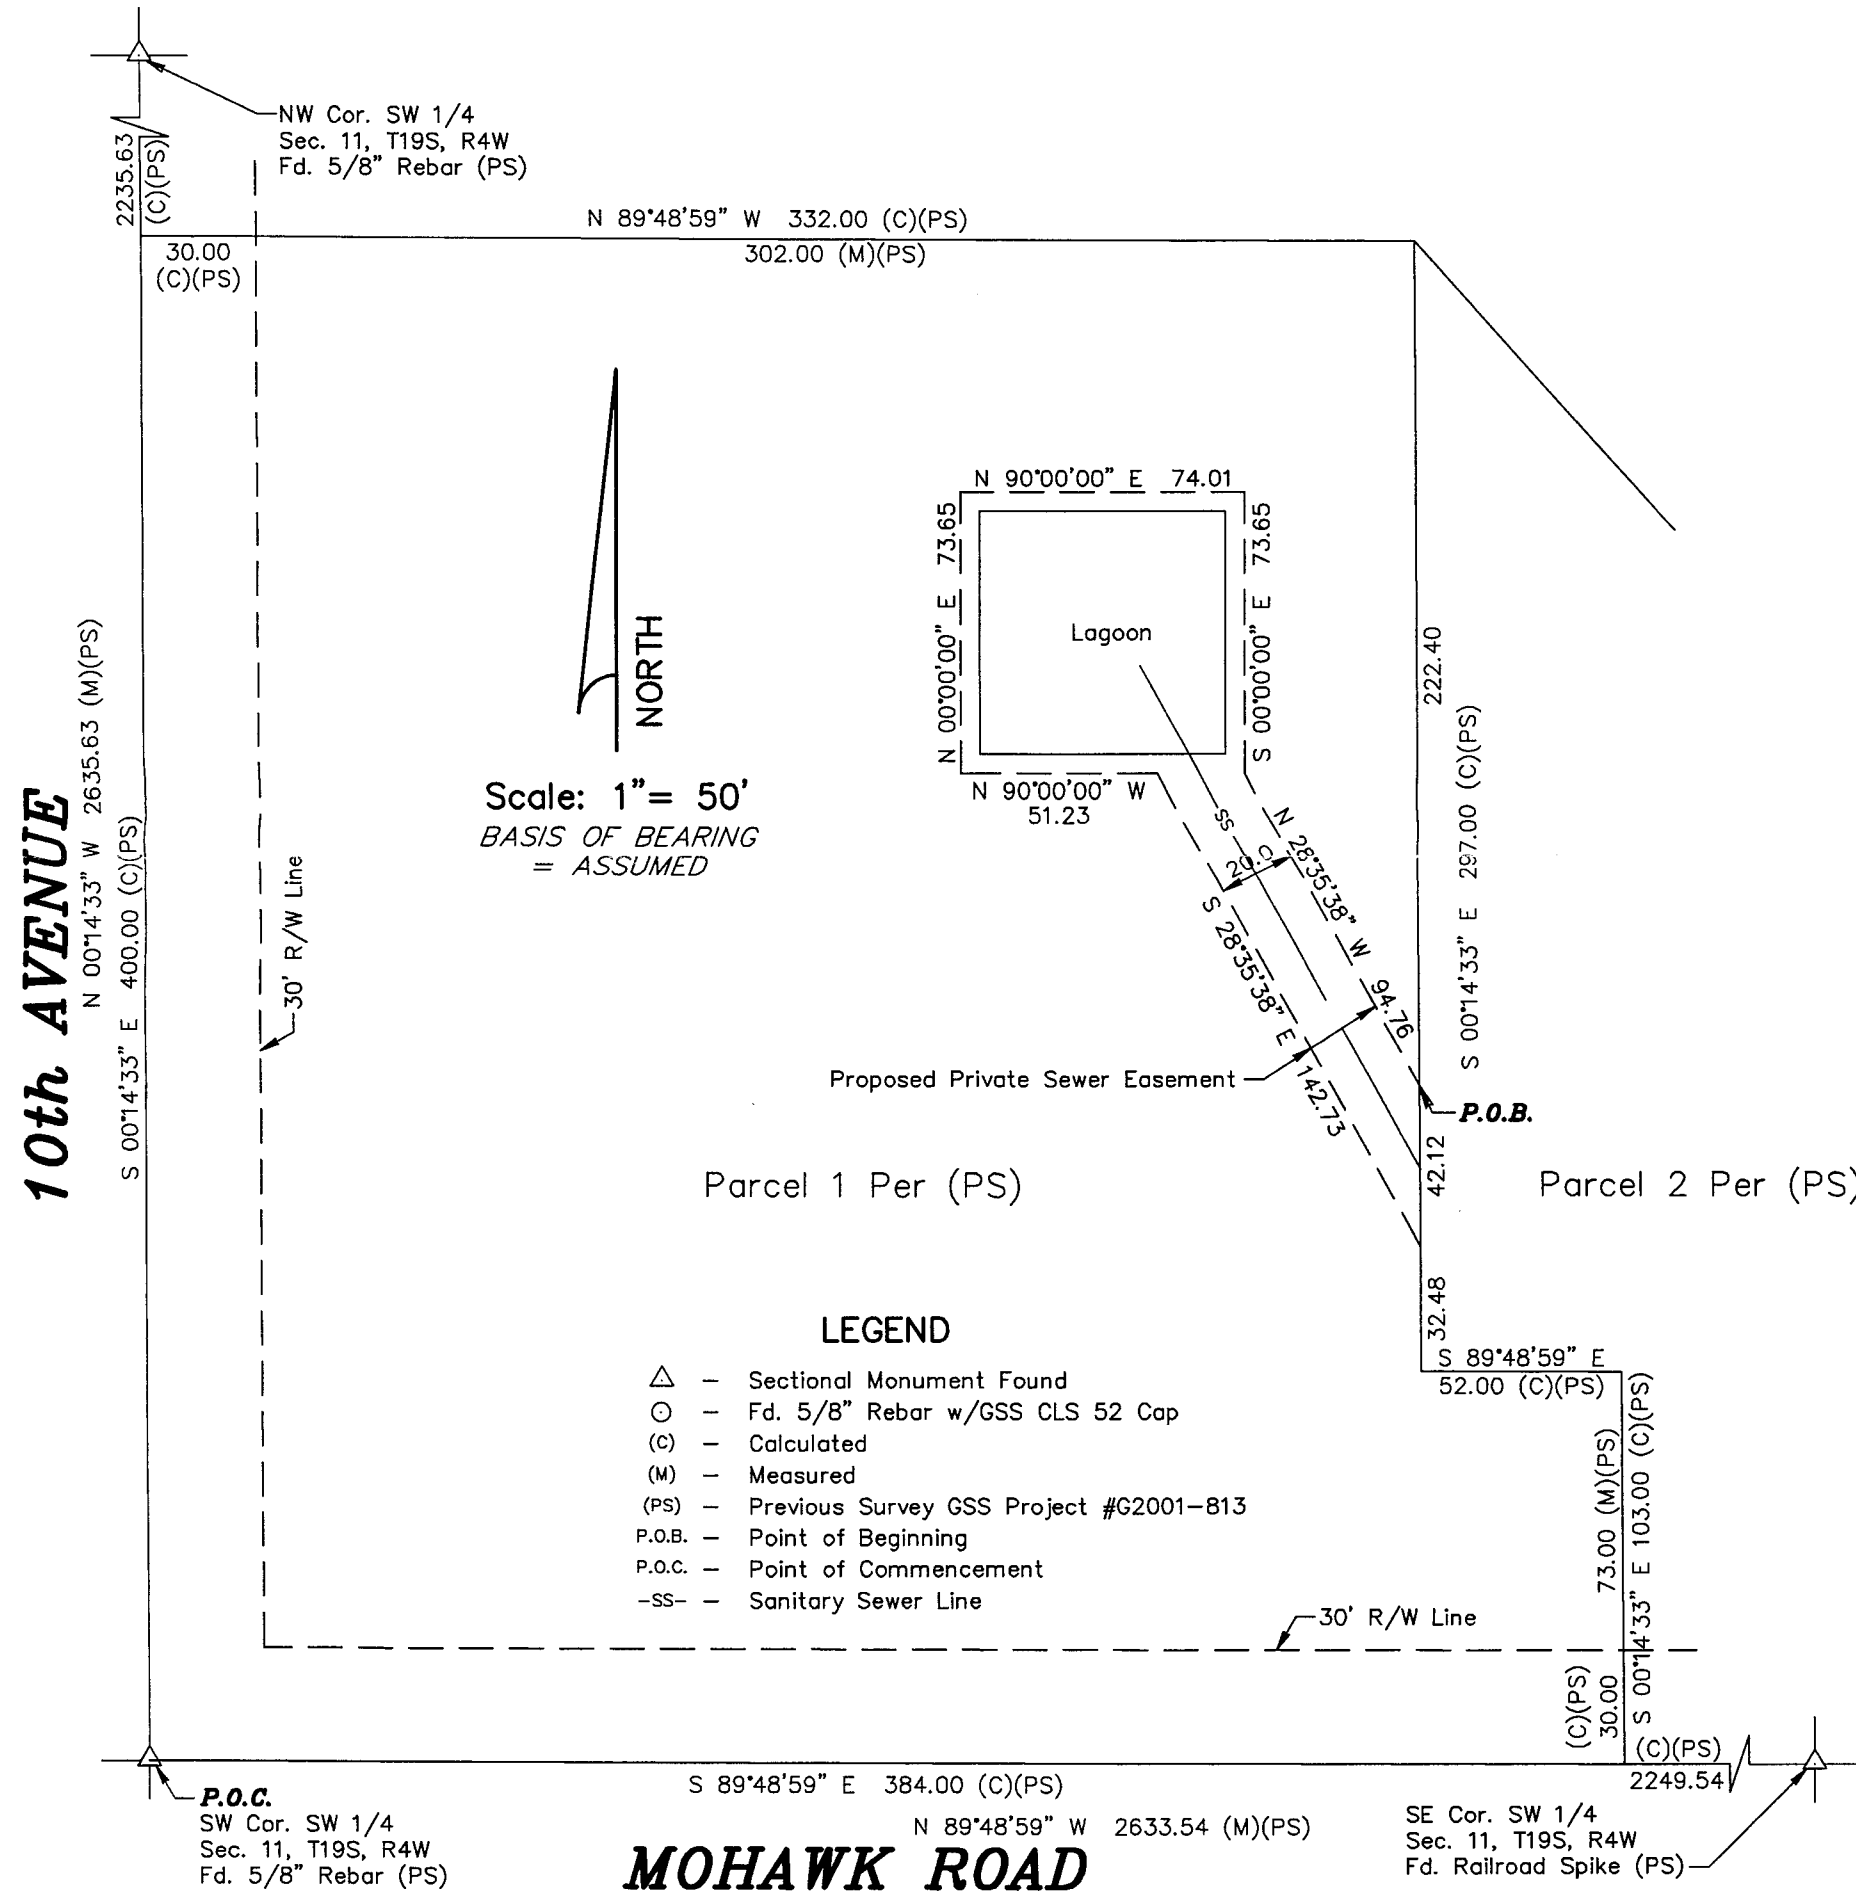 NW Cor. SW 1/4
Sec. 11, T19S, R4W
Fd. 5/8" Rebar (PS)
2235.63
(C)(PS)
N 89°48'59" W 332.00 (C)(PS)
302.00 (M)(PS)
30.00
(C)(PS)
N 90°00'00" E 74.01
N 00°00'00" E 73.65
S 00°00'00" E 73.65
Lagoon
N 90°00'00" W
51.23
NORTH
Scale: 1"= 50'
BASIS OF BEARING
= ASSUMED
10th AVENUE
N 00°14'33" W 2635.63 (M)(PS)
S 00°14'33" E 400.00 (C)(PS)
30' R/W Line
SS
20.0
N 28°35'38" W 94.76
S 28°35'38" E 142.73
222.40
S 00°14'33" E 297.00 (C)(PS)
Proposed Private Sewer Easement
P.O.B.
42.12
Parcel 1 Per (PS)
Parcel 2 Per (PS)
32.48
S 89°48'59" E
52.00 (C)(PS)
LEGEND
△ – Sectional Monument Found
⊙ – Fd. 5/8" Rebar w/GSS CLS 52 Cap
(C) – Calculated
(M) – Measured
(PS) – Previous Survey GSS Project #G2001-813
P.O.B. – Point of Beginning
P.O.C. – Point of Commencement
-SS- – Sanitary Sewer Line
73.00 (M)(PS)
S 00°14'33" E 103.00 (C)(PS)
30' R/W Line
(C)(PS)
30.00
(C)(PS)
2249.54
S 89°48'59" E 384.00 (C)(PS)
N 89°48'59" W 2633.54 (M)(PS)
P.O.C.
SW Cor. SW 1/4
Sec. 11, T19S, R4W
Fd. 5/8" Rebar (PS)
MOHAWK ROAD
SE Cor. SW 1/4
Sec. 11, T19S, R4W
Fd. Railroad Spike (PS)